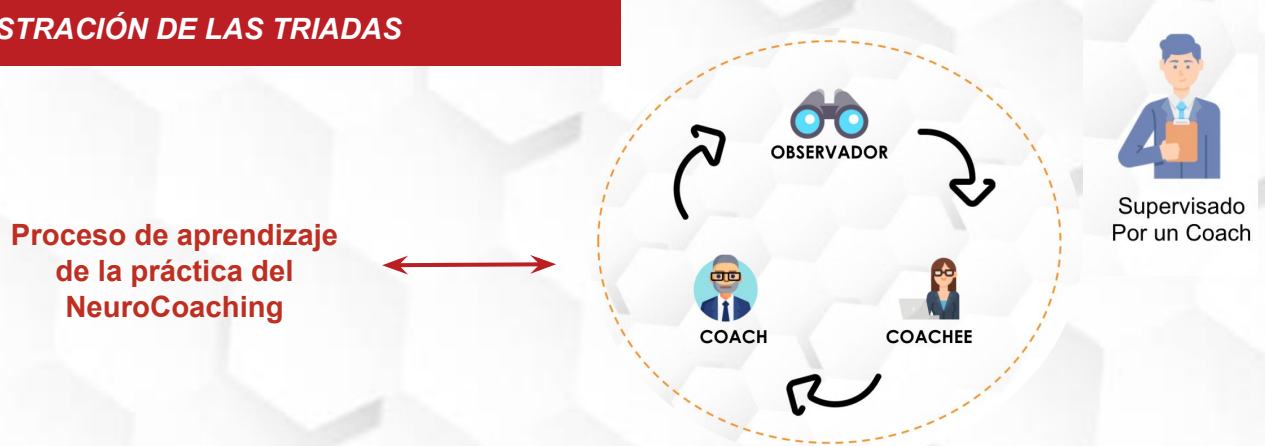 STRACIÓN DE LAS TRIADAS
OBSERVADOR
Supervisado
Por un Coach
Proceso de aprendizaje
de la práctica del
NeuroCoaching
COACH
COACHEE